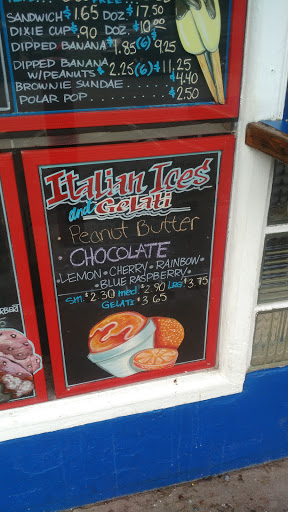 SANDWICH $1.65 DOZ. $17.50
DIXIE CUP $.90 DOZ. 10.00
DIPPED BANANA $1.85 (6) $9.25
DIPPED BANANA
W/PEANUTS $2.25 (6) $11.25
BROWNIE SUNDAE $4.40
POLAR POP $2.50
Italian Ices
and Gelati
• Peanut Butter
• CHOCOLATE
• LEMON • CHERRY • RAINBOW •
• BLUE RASPBERRY •
SM. $2.30 med. $2.90 LRG. $3.75
GELATI $3.65